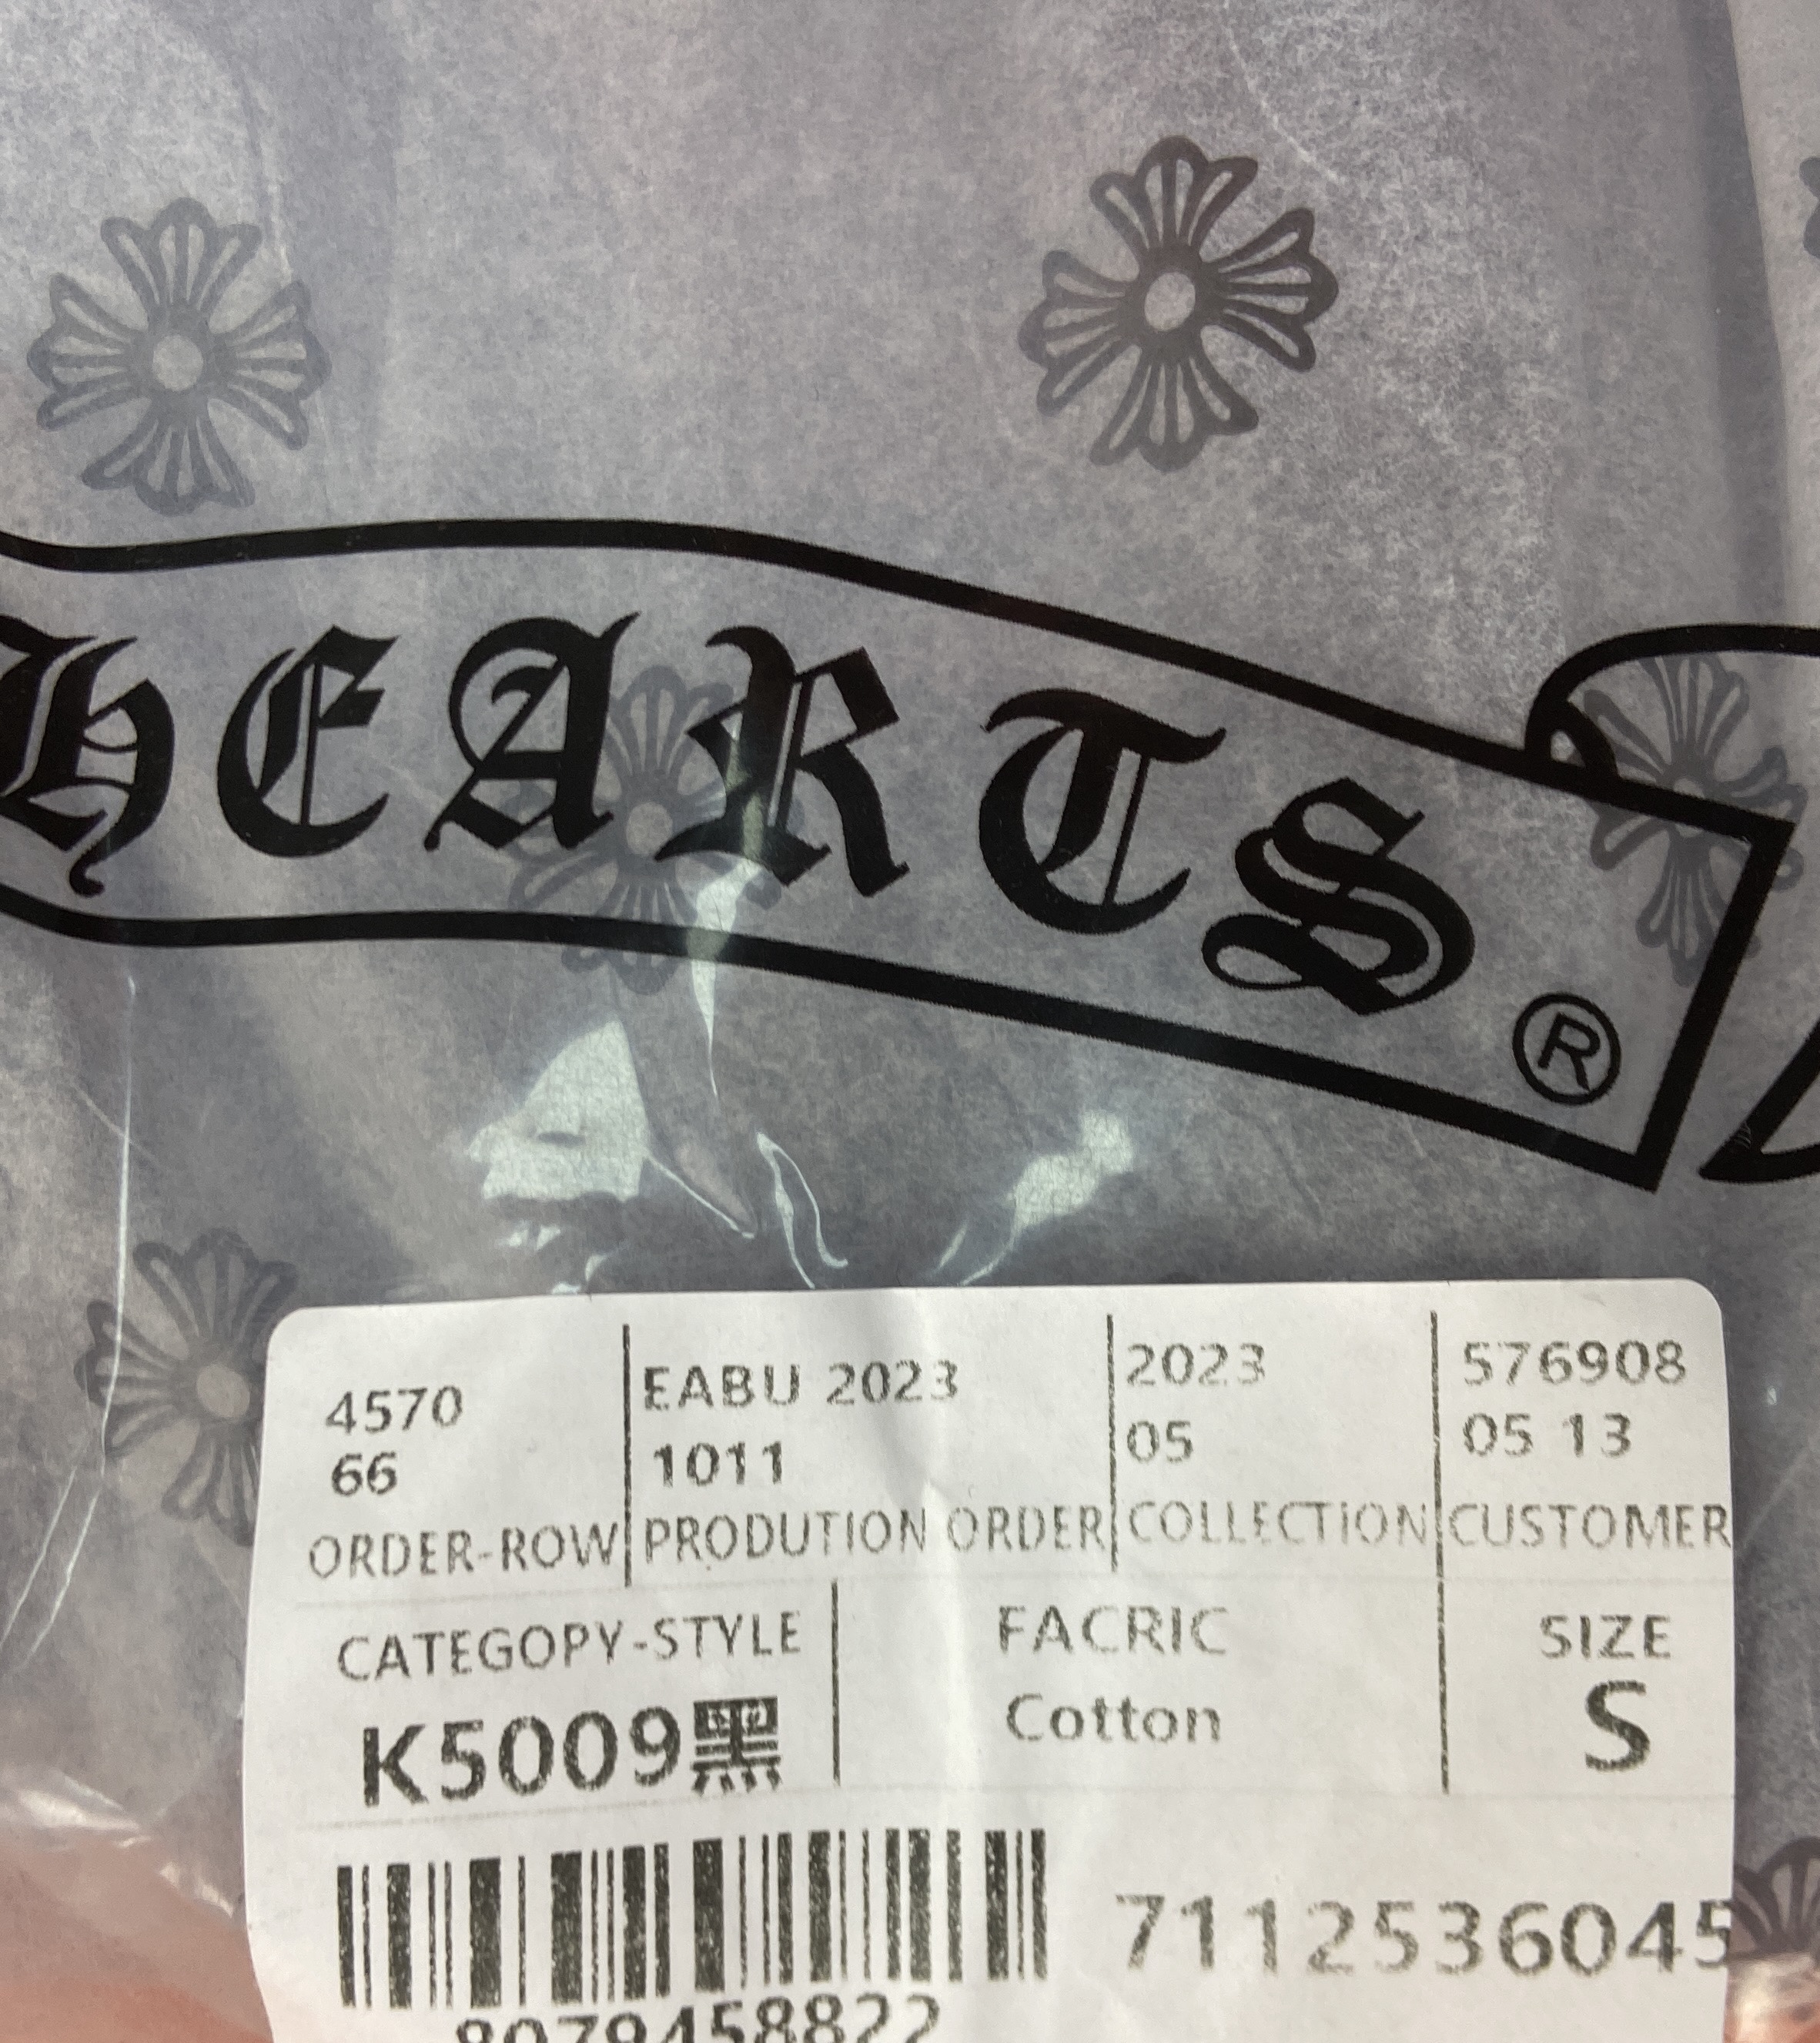 HEARTS
®
4570
66
ORDER-ROW
EABU 2023
1011
PRODUTION ORDER
2023
05
COLLECTION
576908
05 13
CUSTOMER
CATEGOPY-STYLE
K5009黑
FACRIC
Cotton
SIZE
S
7112536045
8079458822